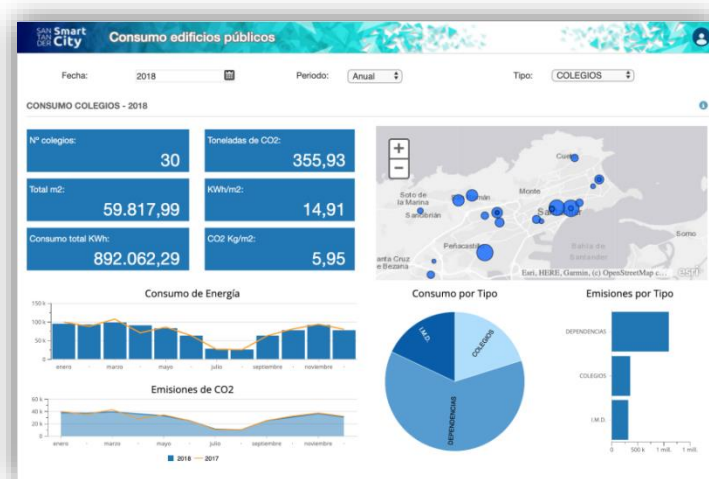 SAN Smart
TAN
DER City
Consumo edificios públicos
Fecha: 2018 Periodo: Anual Tipo: COLEGIOS
CONSUMO COLEGIOS - 2018
Nº colegios:
30
Toneladas de CO2:
355,93
Total m2:
59.817,99
KWh/m2:
14,91
Consumo total KWh:
892.062,29
CO2 Kg/m2:
5,95
+
−
Cueto
Soto de
la Marina
Monte
Sancibrián
Peñacastillo
Bahía de
Santander
Somo
Esri, HERE, Garmin, (c) OpenStreetMap c...
esri
Consumo de Energía
150 k
100 k
50 k
0
enero - marzo - mayo - julio - septiembre - noviembre -
Emisiones de CO2
60 k
40 k
20 k
0
enero - marzo - mayo - julio - septiembre - noviembre -
2018 2017
Consumo por Tipo
I.M.D.
COLEGIOS
DEPENDENCIAS
Emisiones por Tipo
DEPENDENCIAS
COLEGIOS
I.M.D.
0 500 k 1 mill. 1 mill.